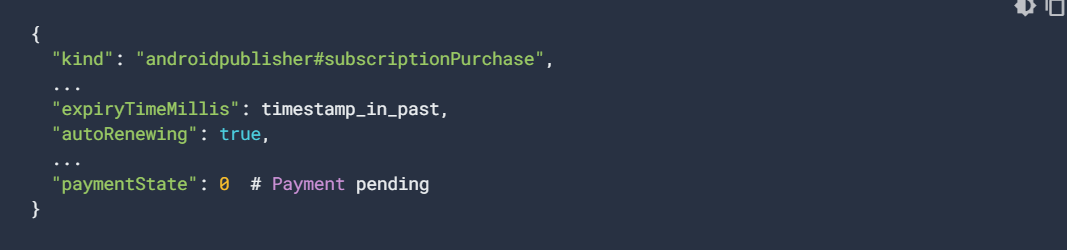 {
"kind": "androidpublisher#subscriptionPurchase",
...
"expiryTimeMillis": timestamp_in_past,
"autoRenewing": true,
...
"paymentState": 0  # Payment pending
}